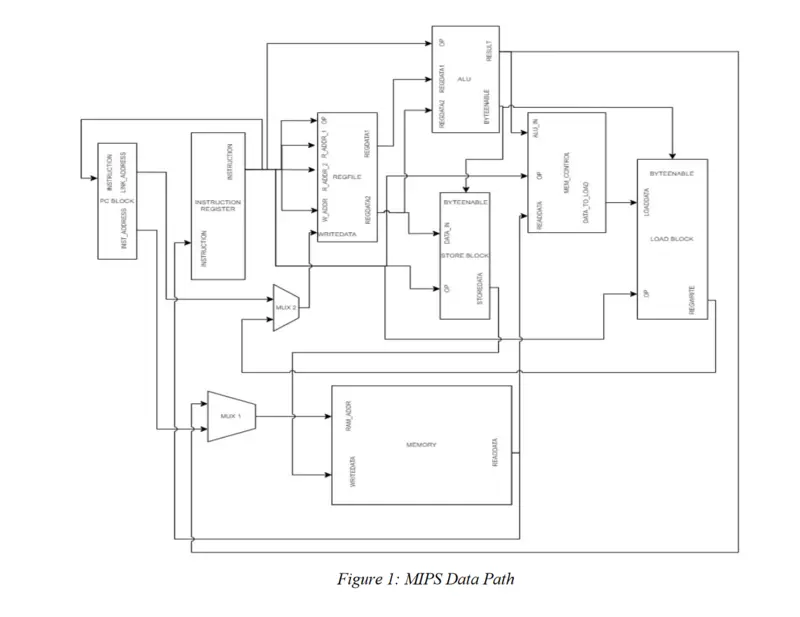 OP
RESULT
REGDATA1
ALU
REGDATA2
BYTEENABLE
INSTRUCTION
LINK_ADDRESS
PC BLOCK
INST_ADDRESS
INSTRUCTION
INSTRUCTION REGISTER
INSTRUCTION
OP
R_ADDR_1
REGDATA1
R_ADDR_2
REGFILE
W_ADDR
REGDATA2
WRITEDATA
BYTEENABLE
DATA_IN
STORE BLOCK
OP
STOREDATA
ALU_IN
OP
MEM_CONTROL
READDATA
DATA_TO_LOAD
BYTEENABLE
LOADDATA
LOAD BLOCK
OP
REGWRITE
MUX 2
MUX 1
RAM_ADDR
MEMORY
READDATA
WRITEDATA
Figure 1: MIPS Data Path